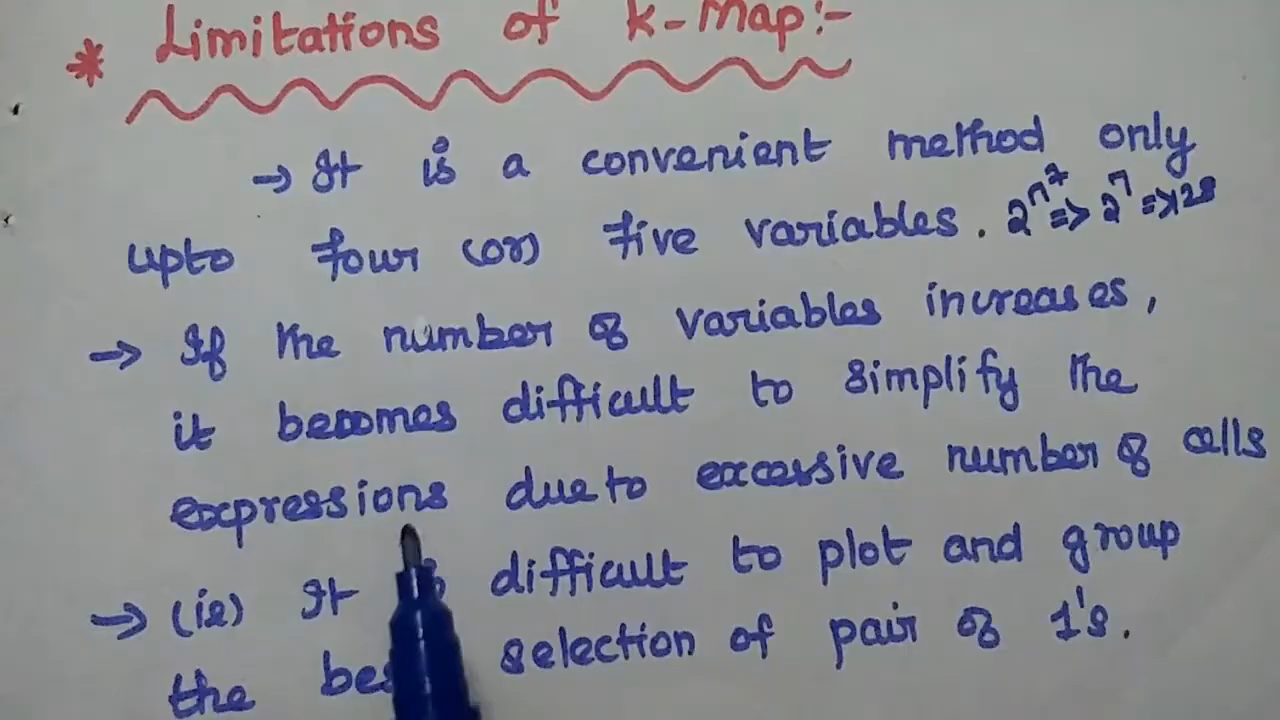 * Limitations of K-Map:-
→ It is a convenient method only
upto four (or) five variables. 2^n^7 => 2^7 => 128
→ If the number of variables increases,
it becomes difficult to simplify the
expressions due to excessive number of cells
→ (ie) It difficult to plot and group
the selection of pair of 1's.